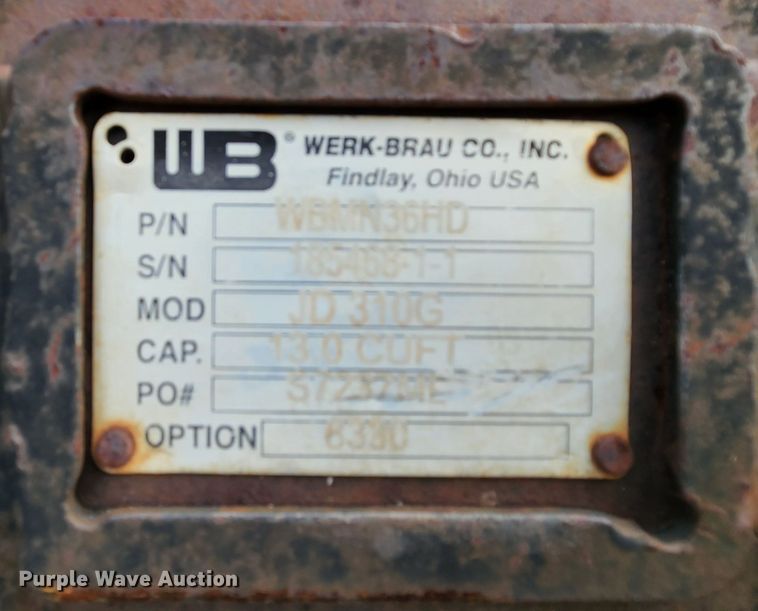 WB® WERK-BRAU CO., INC.
Findlay, Ohio USA
P/N WBMN36HD
S/N 185468-1-1
MOD JD 310G
CAP. 13.0 CUFT
PO#
OPTION 6330
Purple Wave Auction